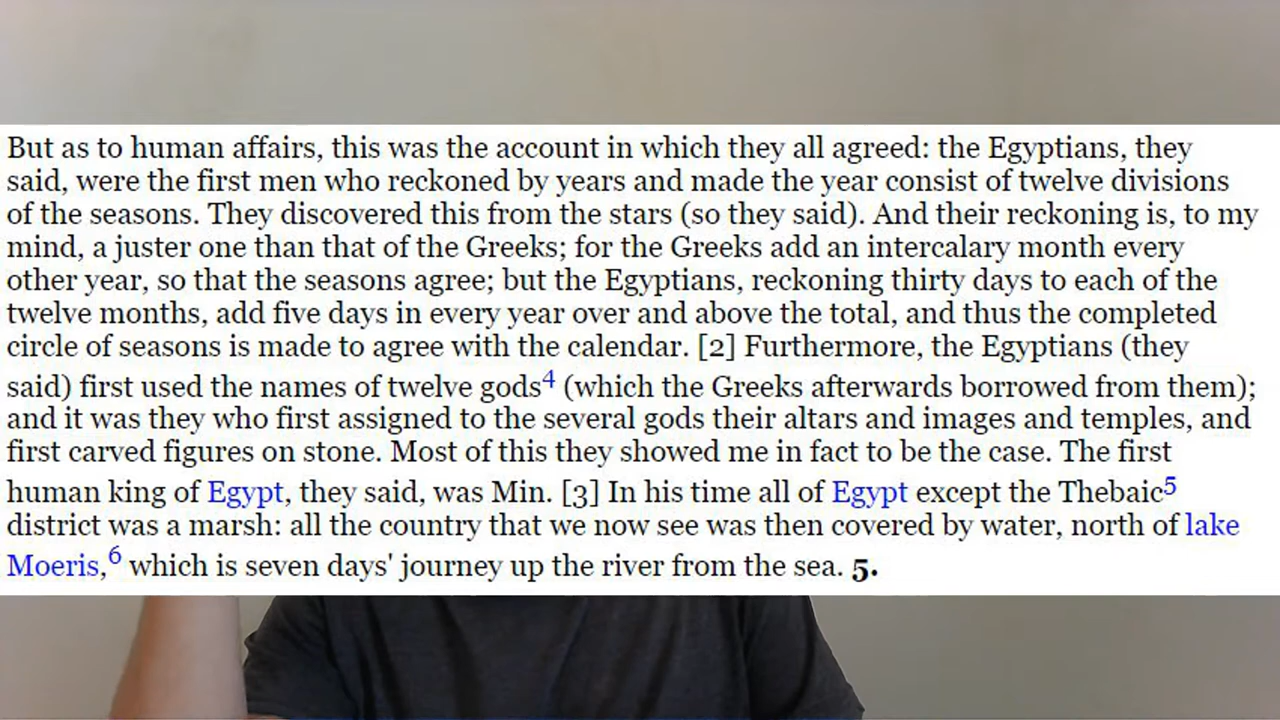 But as to human affairs, this was the account in which they all agreed: the Egyptians, they
said, were the first men who reckoned by years and made the year consist of twelve divisions
of the seasons. They discovered this from the stars (so they said). And their reckoning is, to my
mind, a juster one than that of the Greeks; for the Greeks add an intercalary month every
other year, so that the seasons agree; but the Egyptians, reckoning thirty days to each of the
twelve months, add five days in every year over and above the total, and thus the completed
circle of seasons is made to agree with the calendar. [2] Furthermore, the Egyptians (they
said) first used the names of twelve gods4 (which the Greeks afterwards borrowed from them);
and it was they who first assigned to the several gods their altars and images and temples, and
first carved figures on stone. Most of this they showed me in fact to be the case. The first
human king of Egypt, they said, was Min. [3] In his time all of Egypt except the Thebaic5
district was a marsh: all the country that we now see was then covered by water, north of lake
Moeris,6 which is seven days' journey up the river from the sea. 5.